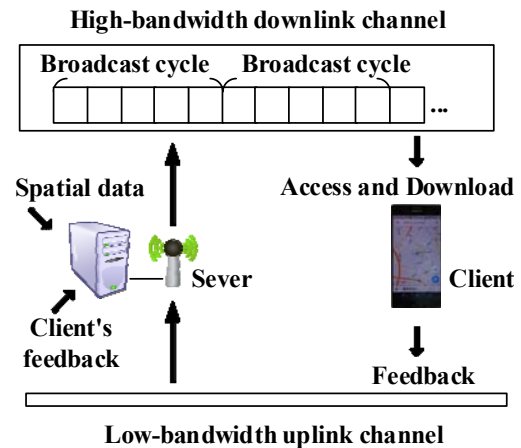 High-bandwidth downlink channel
Broadcast cycle Broadcast cycle
...
Spatial data
Access and Download
Sever
Client
Client's
feedback
Feedback
Low-bandwidth uplink channel